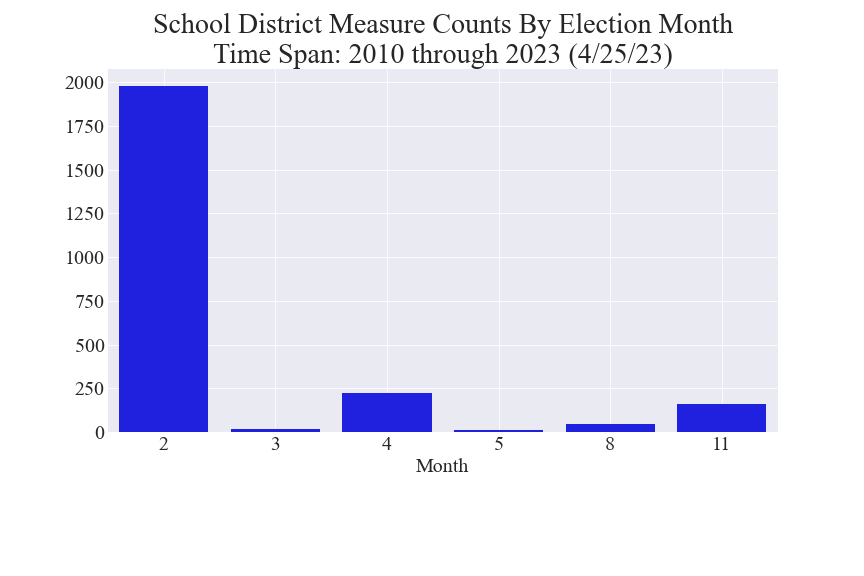 School District Measure Counts By Election Month
Time Span: 2010 through 2023 (4/25/23)
2000
1750
1500
1250
1000
750
500
250
0
2 3 4 5 8 11
Month